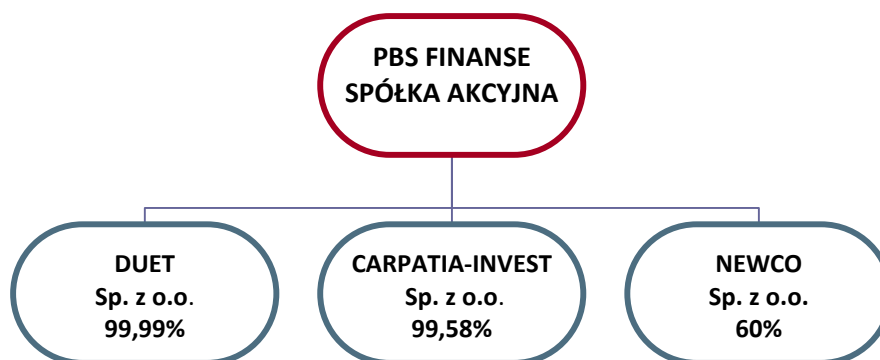 PBS FINANSE
SPÓŁKA AKCYJNA
DUET
Sp. z o.o.
99,99%
CARPATIA-INVEST
Sp. z o.o.
99,58%
NEWCO
Sp. z o.o.
60%